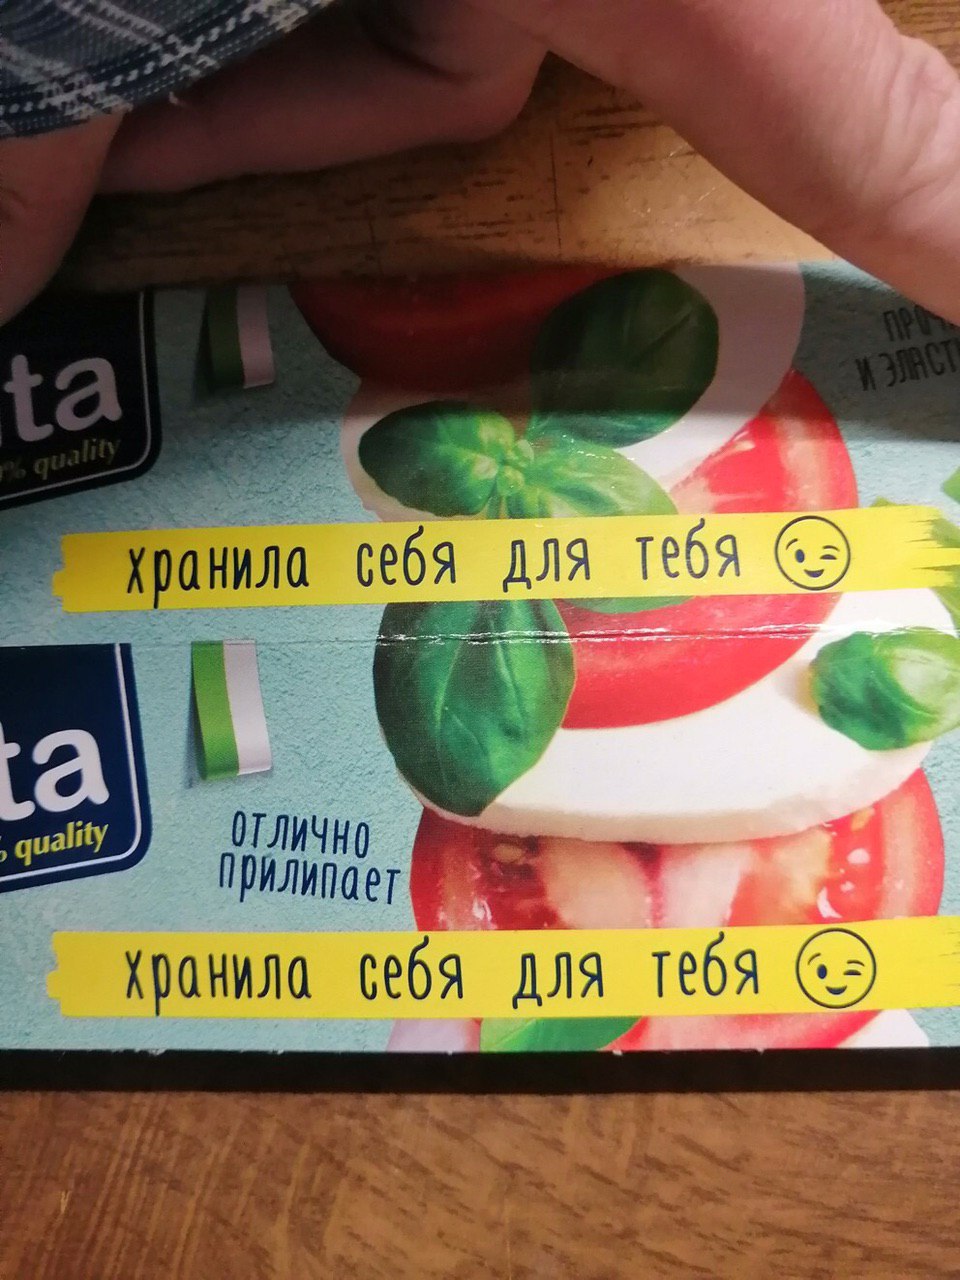 ta
% quality
хранила себя для тебя
ta
% quality
отлично
прилипает
хранила себя для тебя